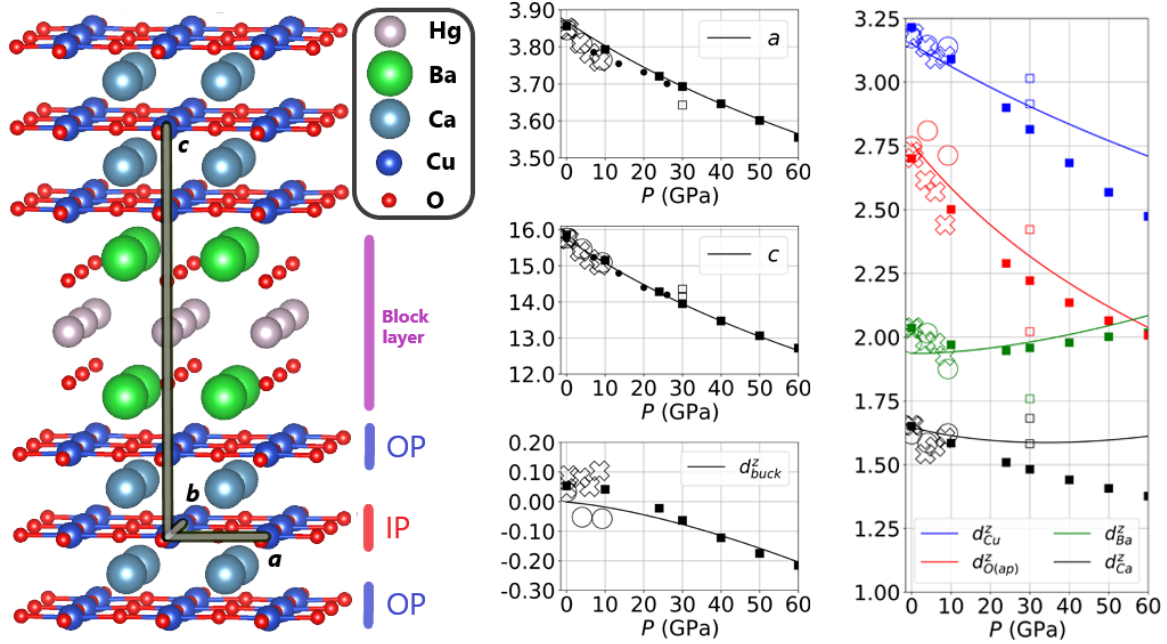 Hg
Ba
Ca
Cu
O
c
Block
layer
OP
b
IP
a
OP
3.90
3.80
3.70
3.60
3.50
a
0 10 20 30 40 50 60
P (GPa)
16.0
15.0
14.0
13.0
12.0
c
0 10 20 30 40 50 60
P (GPa)
0.20
0.10
0.00
-0.10
-0.20
-0.30
d^z_buck
0 10 20 30 40 50 60
P (GPa)
3.25
3.00
2.75
2.50
2.25
2.00
1.75
1.50
1.25
1.00
d^z_Cu d^z_Ba
d^z_O(ap) d^z_Ca
0 10 20 30 40 50 60
P (GPa)